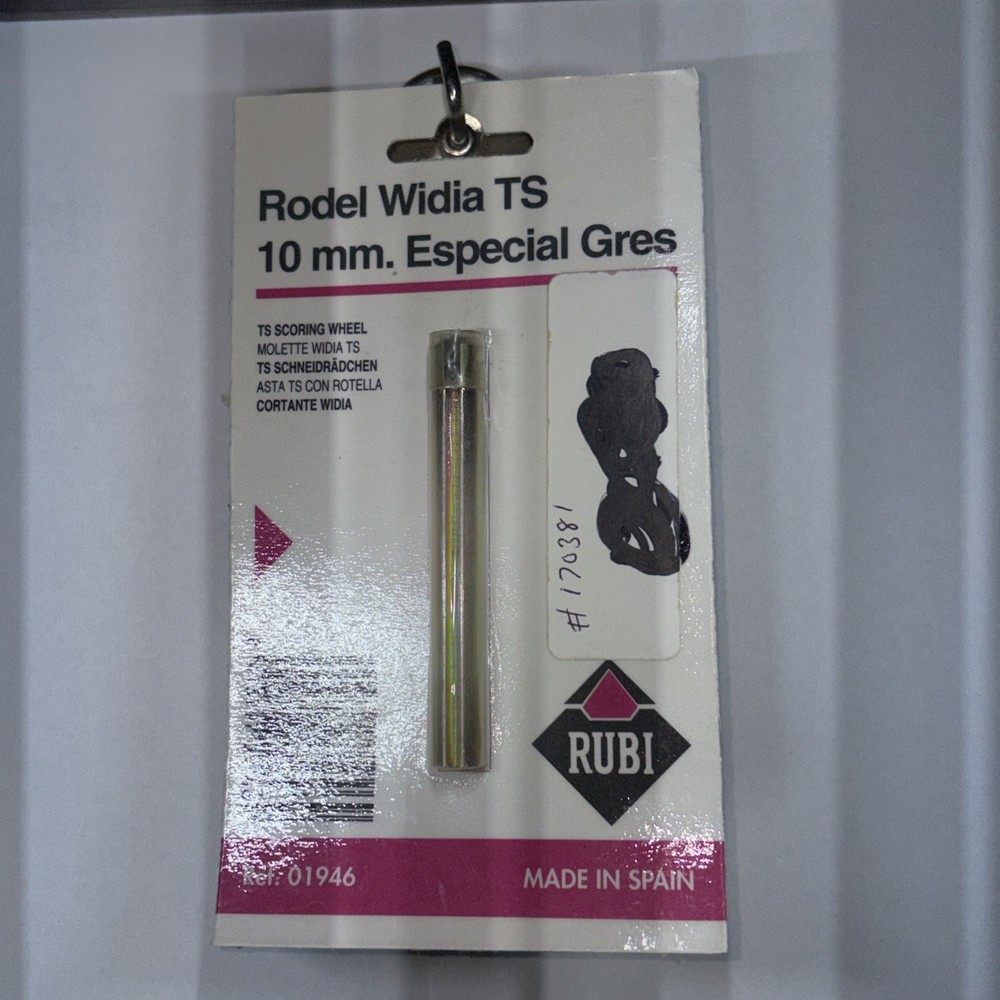 Rodel Widia TS
10 mm. Especial Gres
TS SCORING WHEEL
MOLETTE WIDIA TS
TS SCHNEIDRÄDCHEN
ASTA TS CON ROTELLA
CORTANTE WIDIA
# 170381
RUBI
Ref: 01946
MADE IN SPAIN